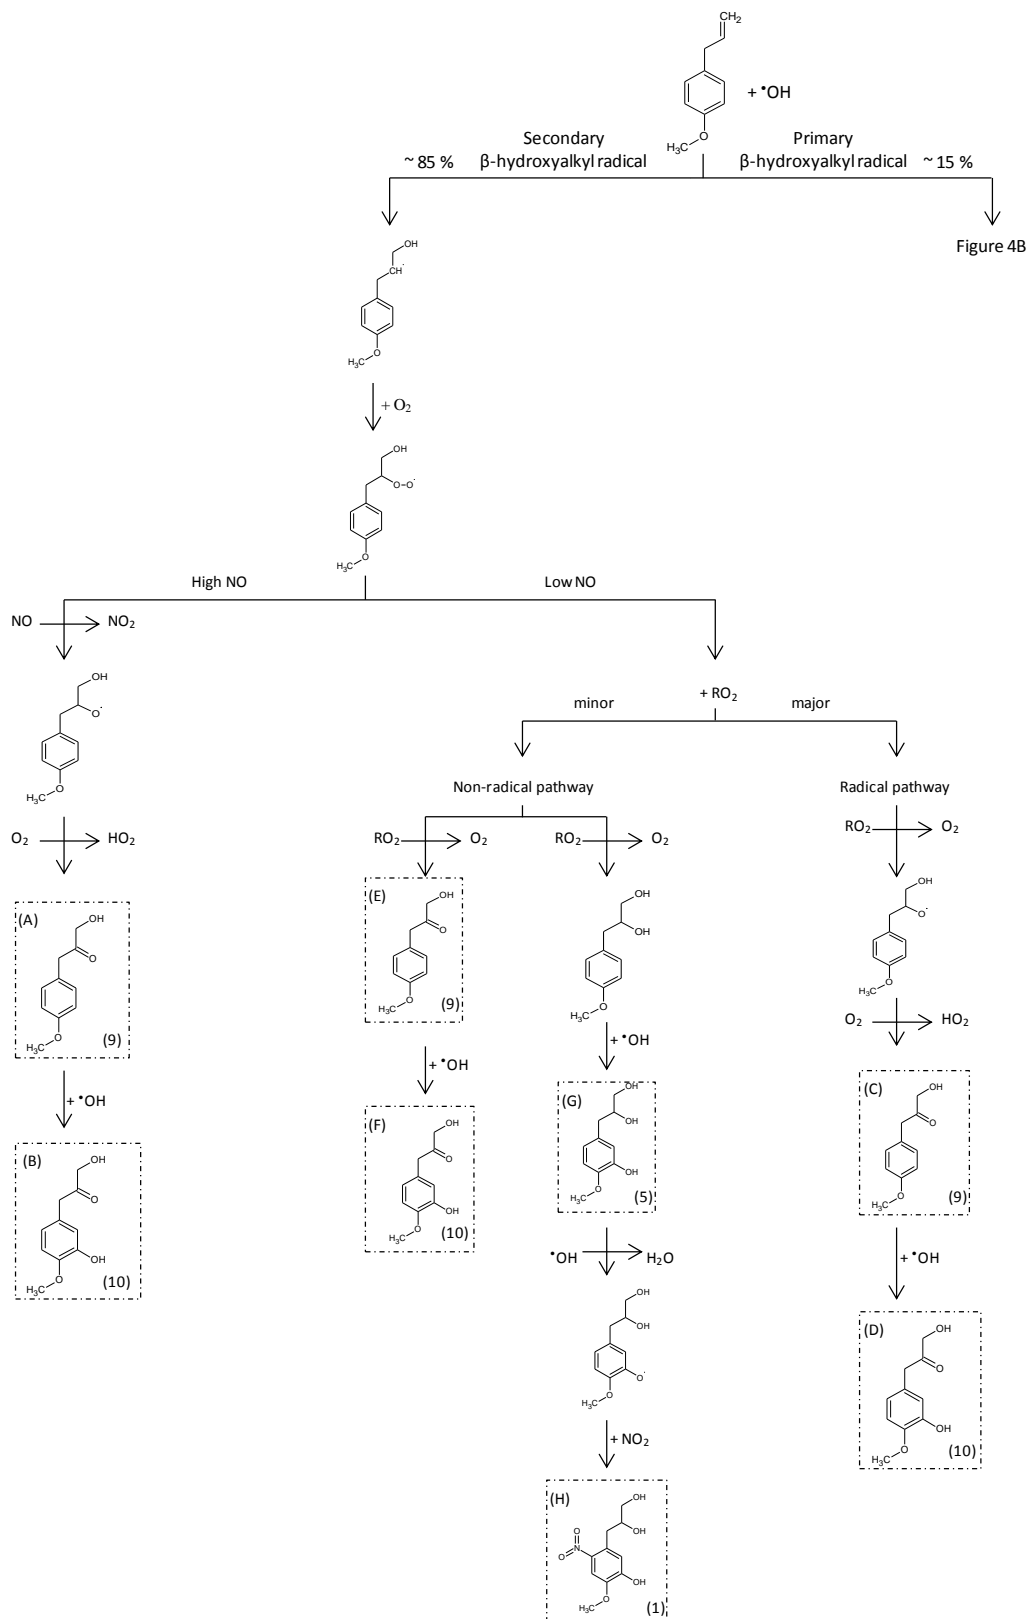 CH₂
+ •OH
O
H₃C
Secondary
β-hydroxyalkyl radical
~ 85 %
Primary
β-hydroxyalkyl radical
~ 15 %
Figure 4B
OH
CH·
O
H₃C
+ O₂
OH
O-O·
O
H₃C
High NO
Low NO
NO
NO₂
OH
O·
O
H₃C
+ RO₂
minor
major
Non-radical pathway
Radical pathway
O₂
HO₂
RO₂
O₂
RO₂
O₂
RO₂
O₂
(A)
OH
O
O
H₃C
(9)
(E)
OH
O
O
H₃C
(9)
OH
OH
O
H₃C
OH
O·
O
H₃C
O₂
HO₂
+ •OH
+ •OH
+ •OH
(B)
OH
O
OH
O
H₃C
(10)
(F)
OH
O
OH
O
H₃C
(10)
(G)
OH
OH
OH
O
H₃C
(5)
(C)
OH
O
O
H₃C
(9)
•OH
H₂O
+ •OH
OH
OH
O·
O
H₃C
(D)
OH
O
OH
O
H₃C
(10)
+ NO₂
(H)
OH
O
OH
N
O
OH
O
H₃C
(1)